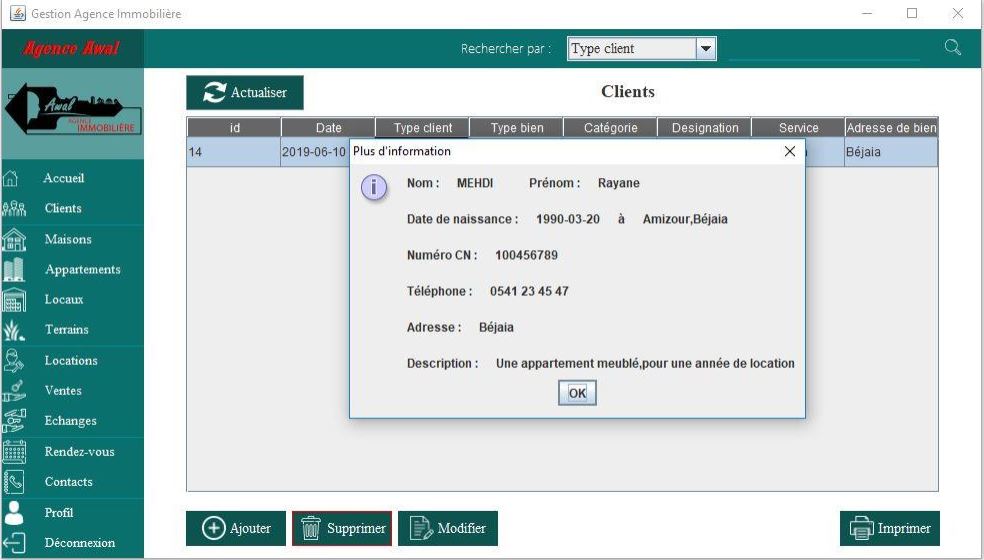 Gestion Agence Immobilière
Agence Awal
Rechercher par :
Type client
Awal
AGENCE
IMMOBILIÈRE
Actualiser
Clients
id Date Type client Type bien Catégorie Designation Service Adresse de bien
14 2019-06-10 Béjaia
Plus d'information
Nom : MEHDI Prénom : Rayane
Date de naissance : 1990-03-20 à Amizour,Béjaia
Numéro CN : 100456789
Téléphone : 0541 23 45 47
Adresse : Béjaia
Description : Une appartement meublé,pour une année de location
OK
Accueil
Clients
Maisons
Appartements
Locaux
Terrains
Locations
Ventes
Echanges
Rendez-vous
Contacts
Profil
Déconnexion
Ajouter
Supprimer
Modifier
Imprimer